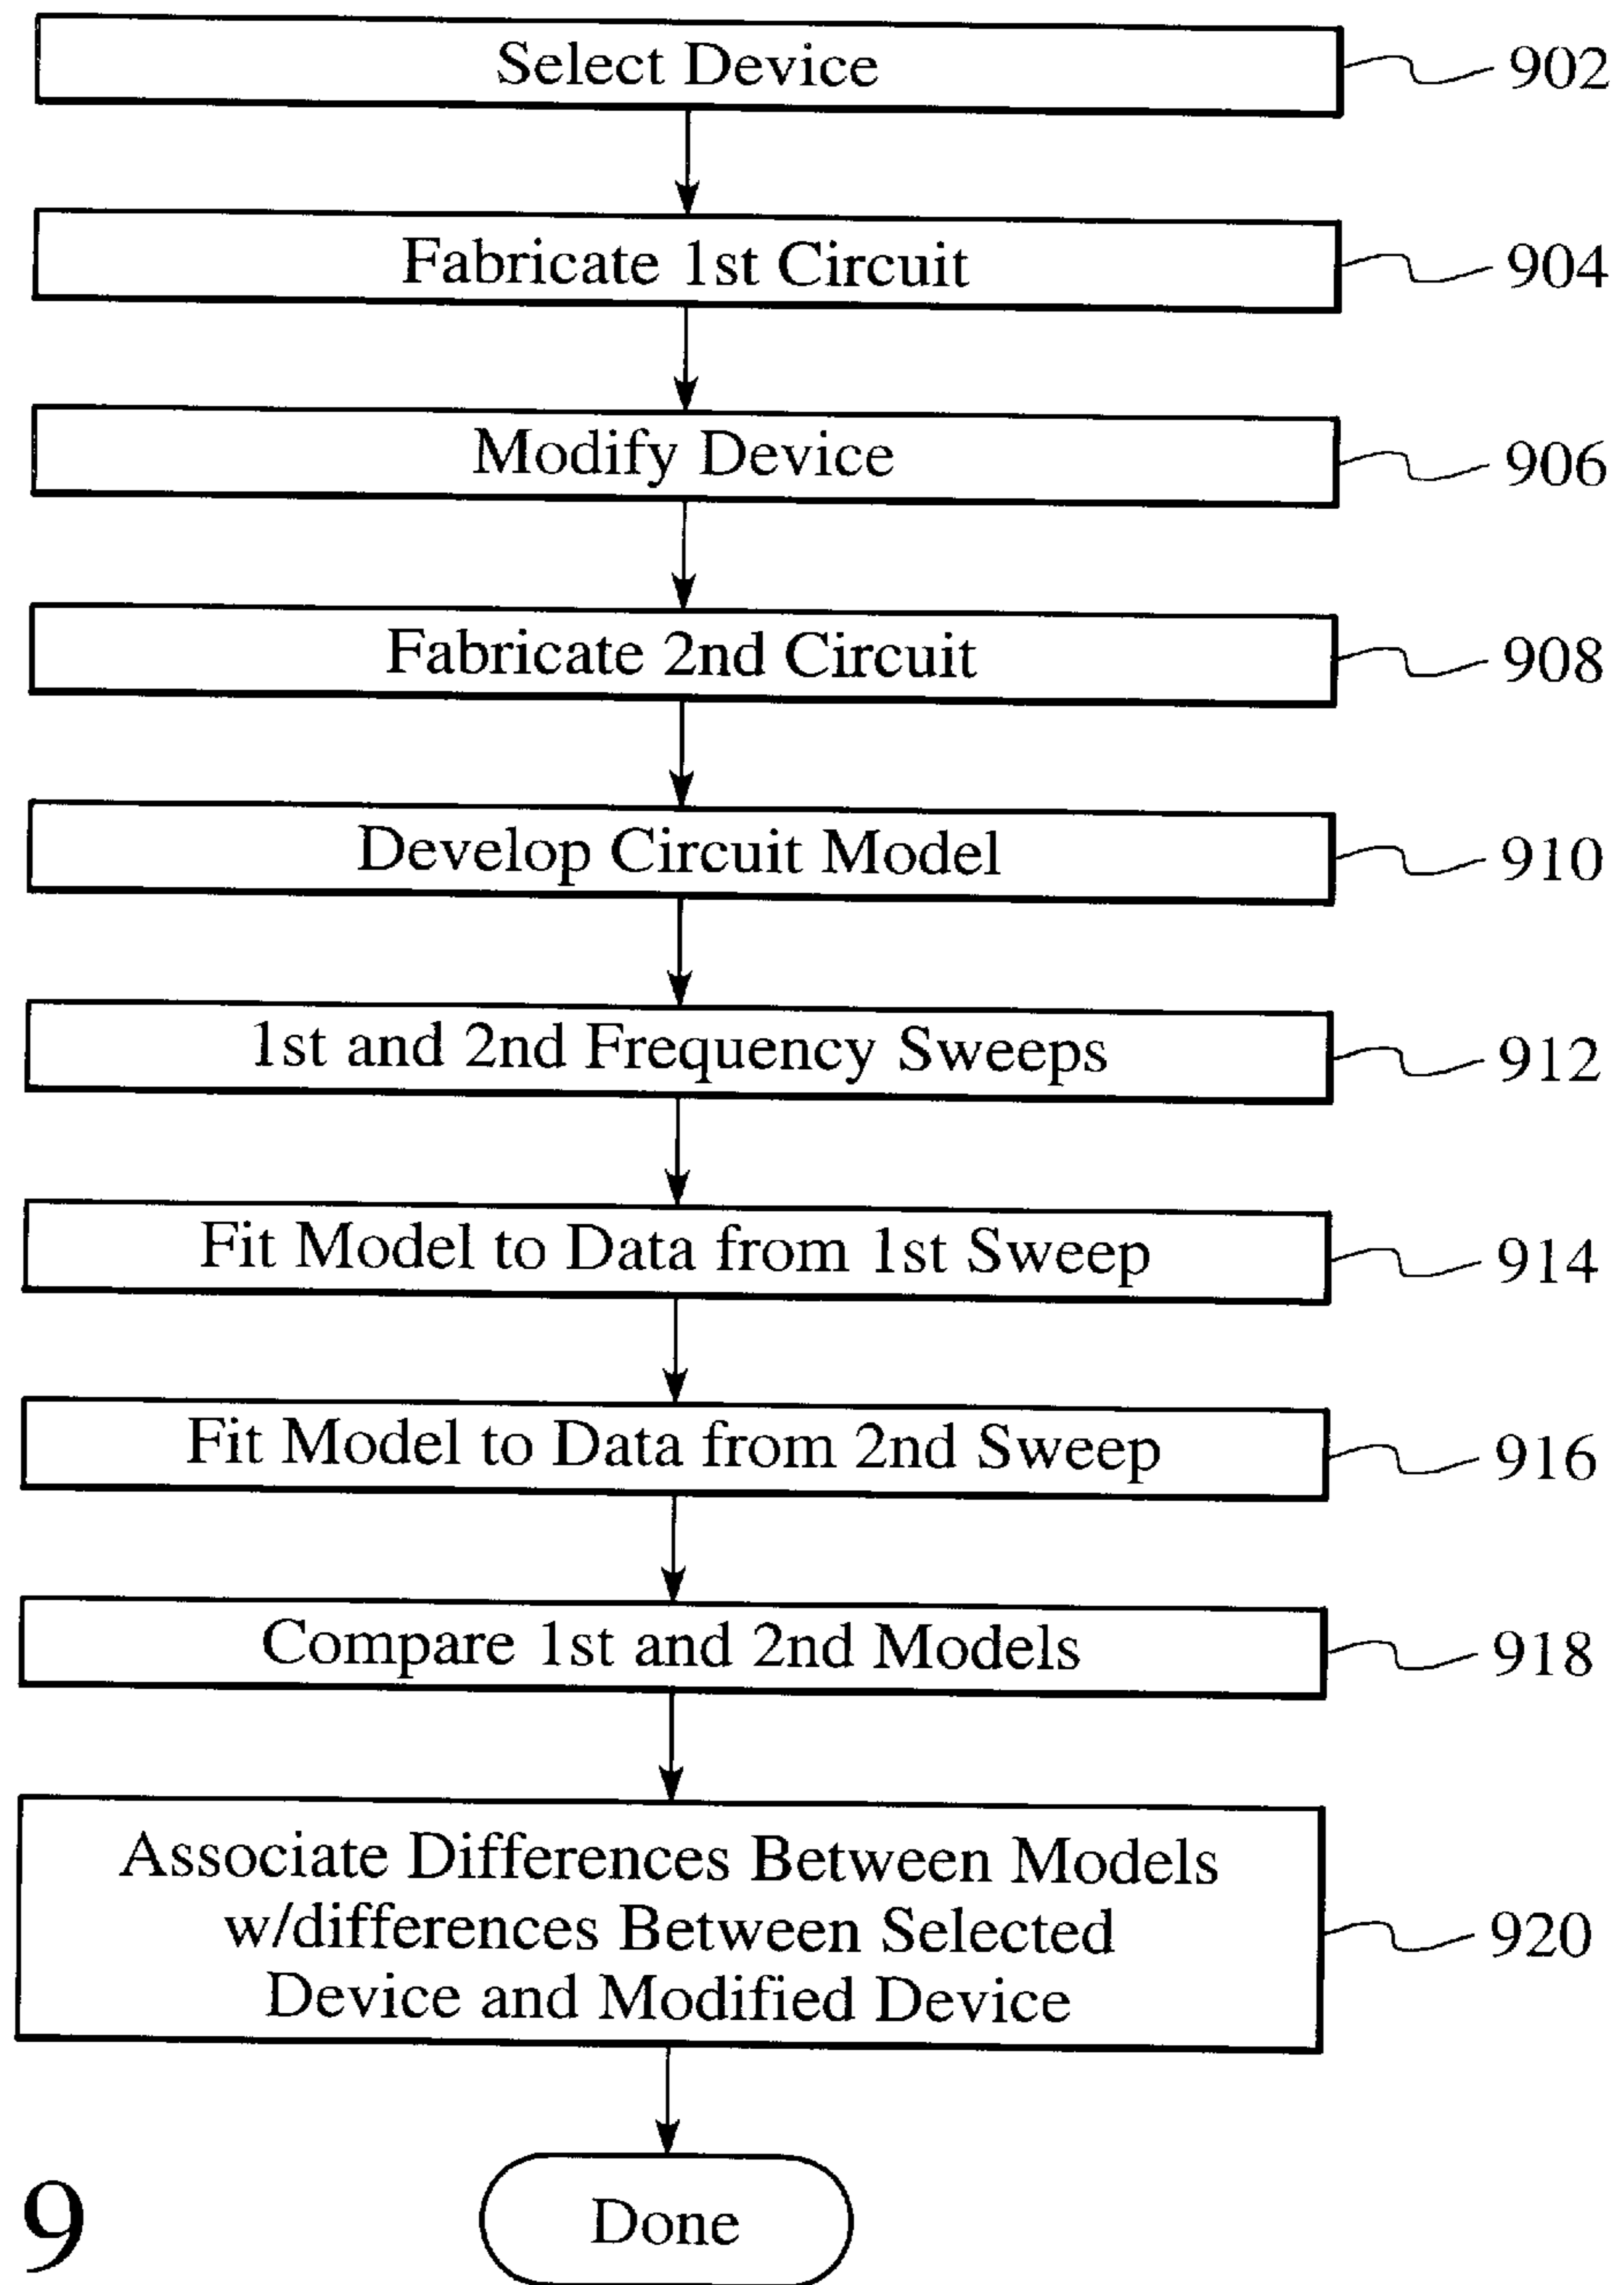 Select Device
902
Fabricate 1st Circuit
904
Modify Device
906
Fabricate 2nd Circuit
908
Develop Circuit Model
910
1st and 2nd Frequency Sweeps
912
Fit Model to Data from 1st Sweep
914
Fit Model to Data from 2nd Sweep
916
Compare 1st and 2nd Models
918
Associate Differences Between Models
w/differences Between Selected
Device and Modified Device
920
Done
9